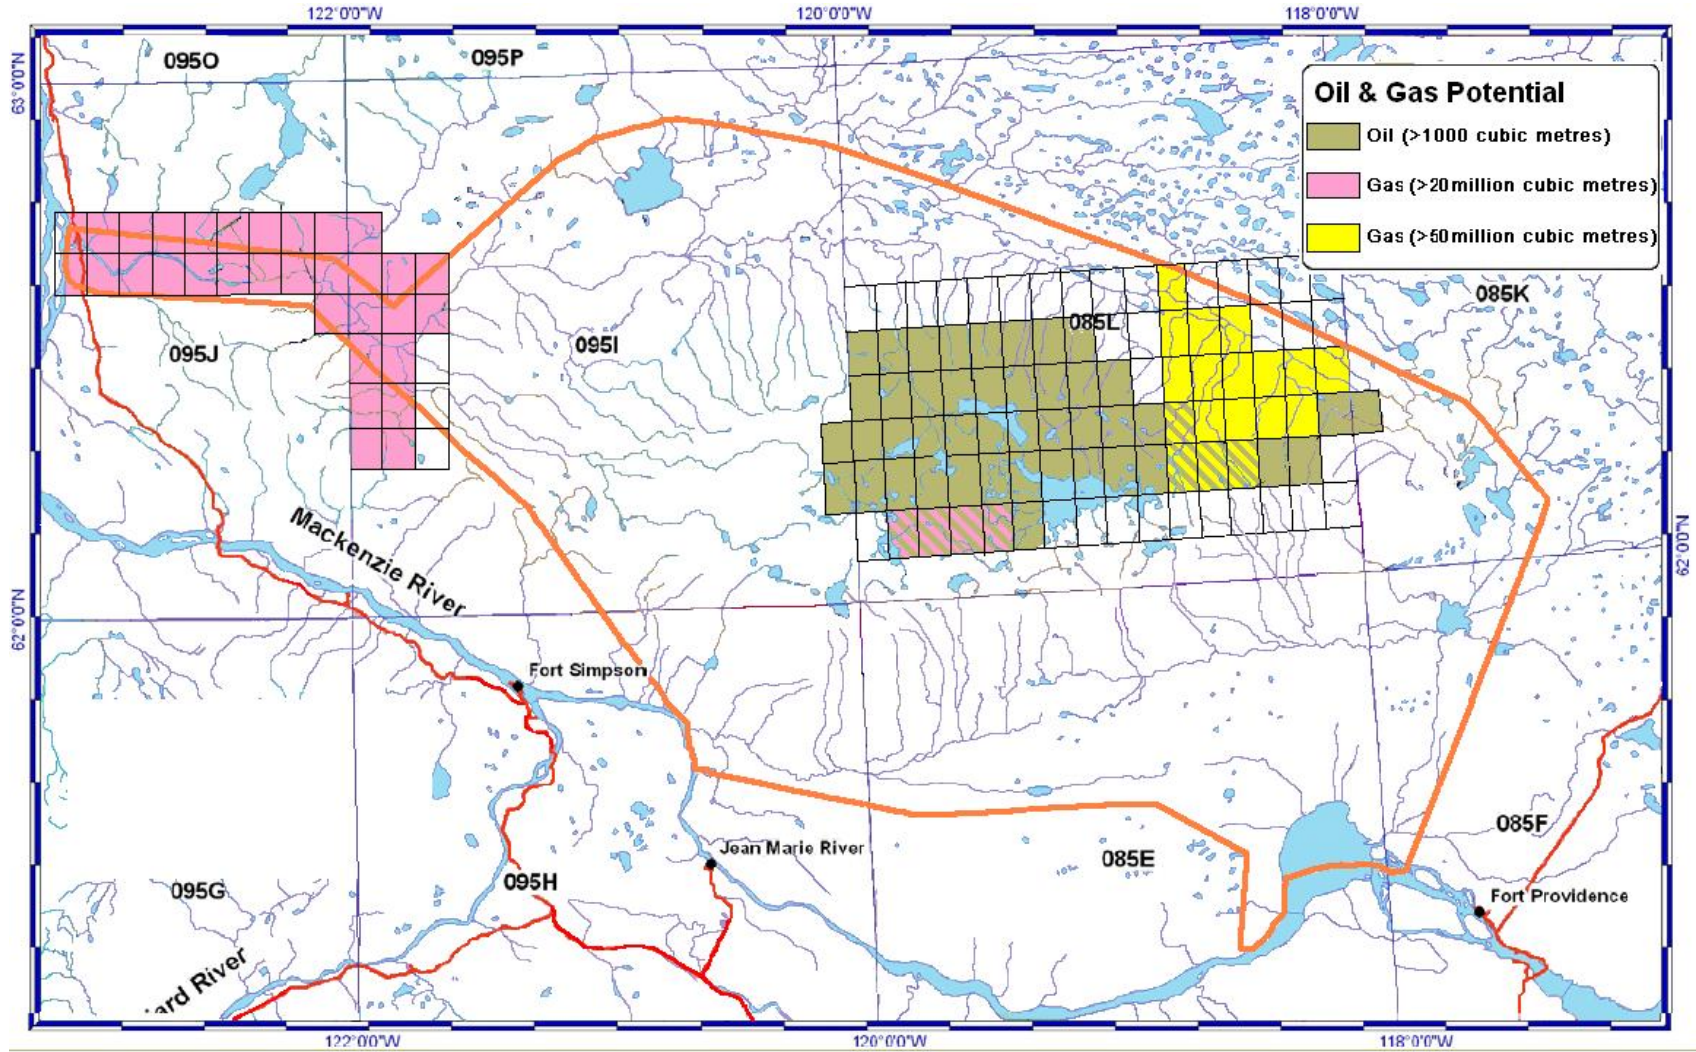 122°0'0"W
120°0'0"W
118°0'0"W
63°0'0"N
095O
095P
Oil & Gas Potential
Oil (>1000 cubic metres)
Gas (>20million cubic metres)
Gas (>50million cubic metres)
085K
085L
095I
095J
Mackenzie River
62°0'0"N
62°0'0"N
Fort Simpson
085F
Jean Marie River
085E
095H
095G
Fort Providence
iard River
122°0'0"W
120°0'0"W
118°0'0"W